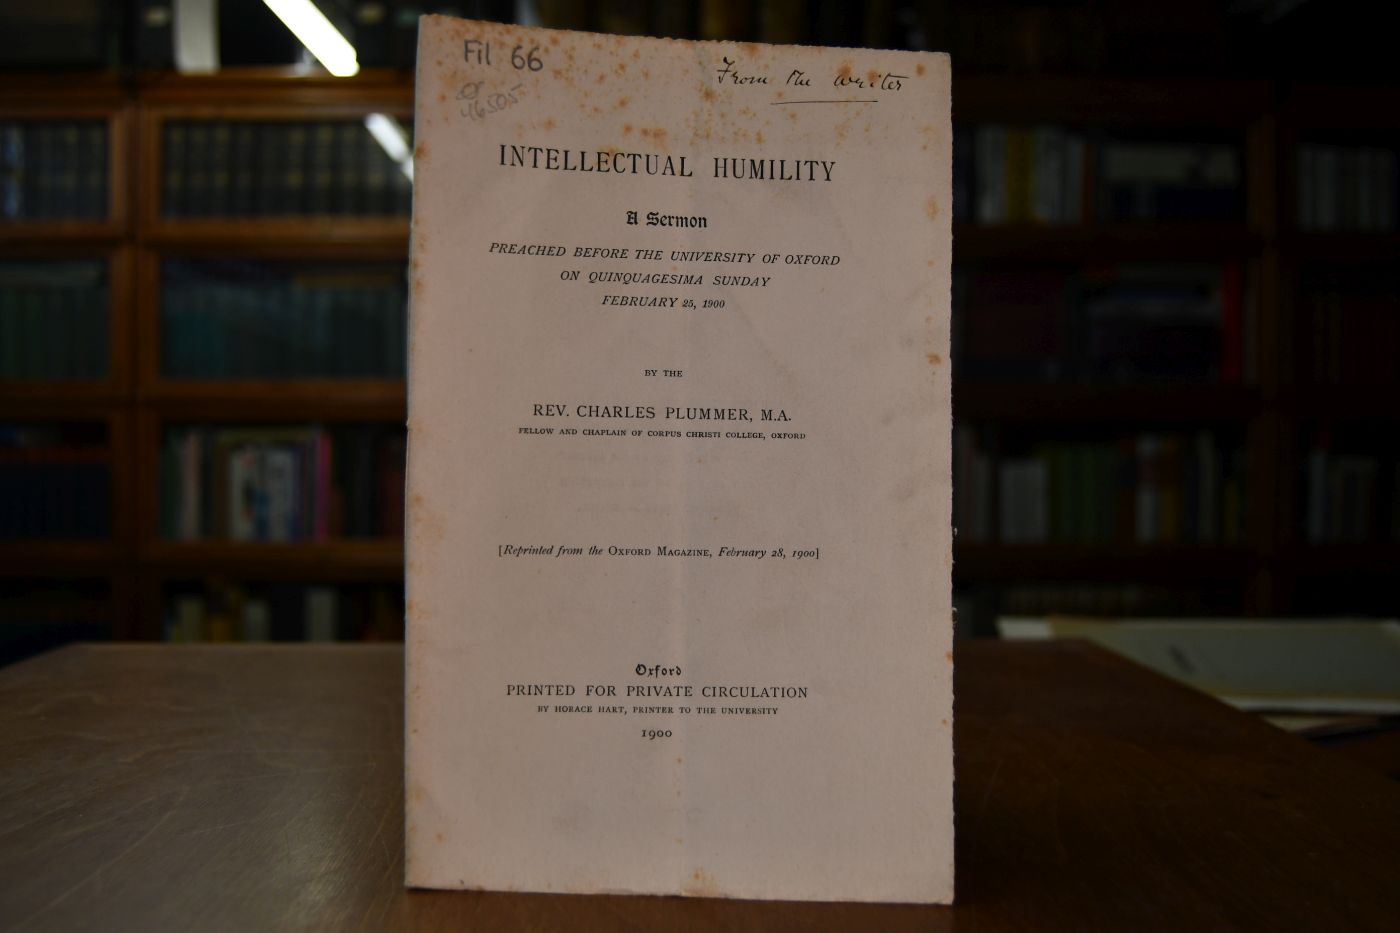 Fil 66
46505
From the writer
INTELLECTUAL HUMILITY
A Sermon
PREACHED BEFORE THE UNIVERSITY OF OXFORD
ON QUINQUAGESIMA SUNDAY
FEBRUARY 25, 1900
BY THE
REV. CHARLES PLUMMER, M.A.
FELLOW AND CHAPLAIN OF CORPUS CHRISTI COLLEGE, OXFORD
[Reprinted from the OXFORD MAGAZINE, February 28, 1900]
Oxford
PRINTED FOR PRIVATE CIRCULATION
BY HORACE HART, PRINTER TO THE UNIVERSITY
1900